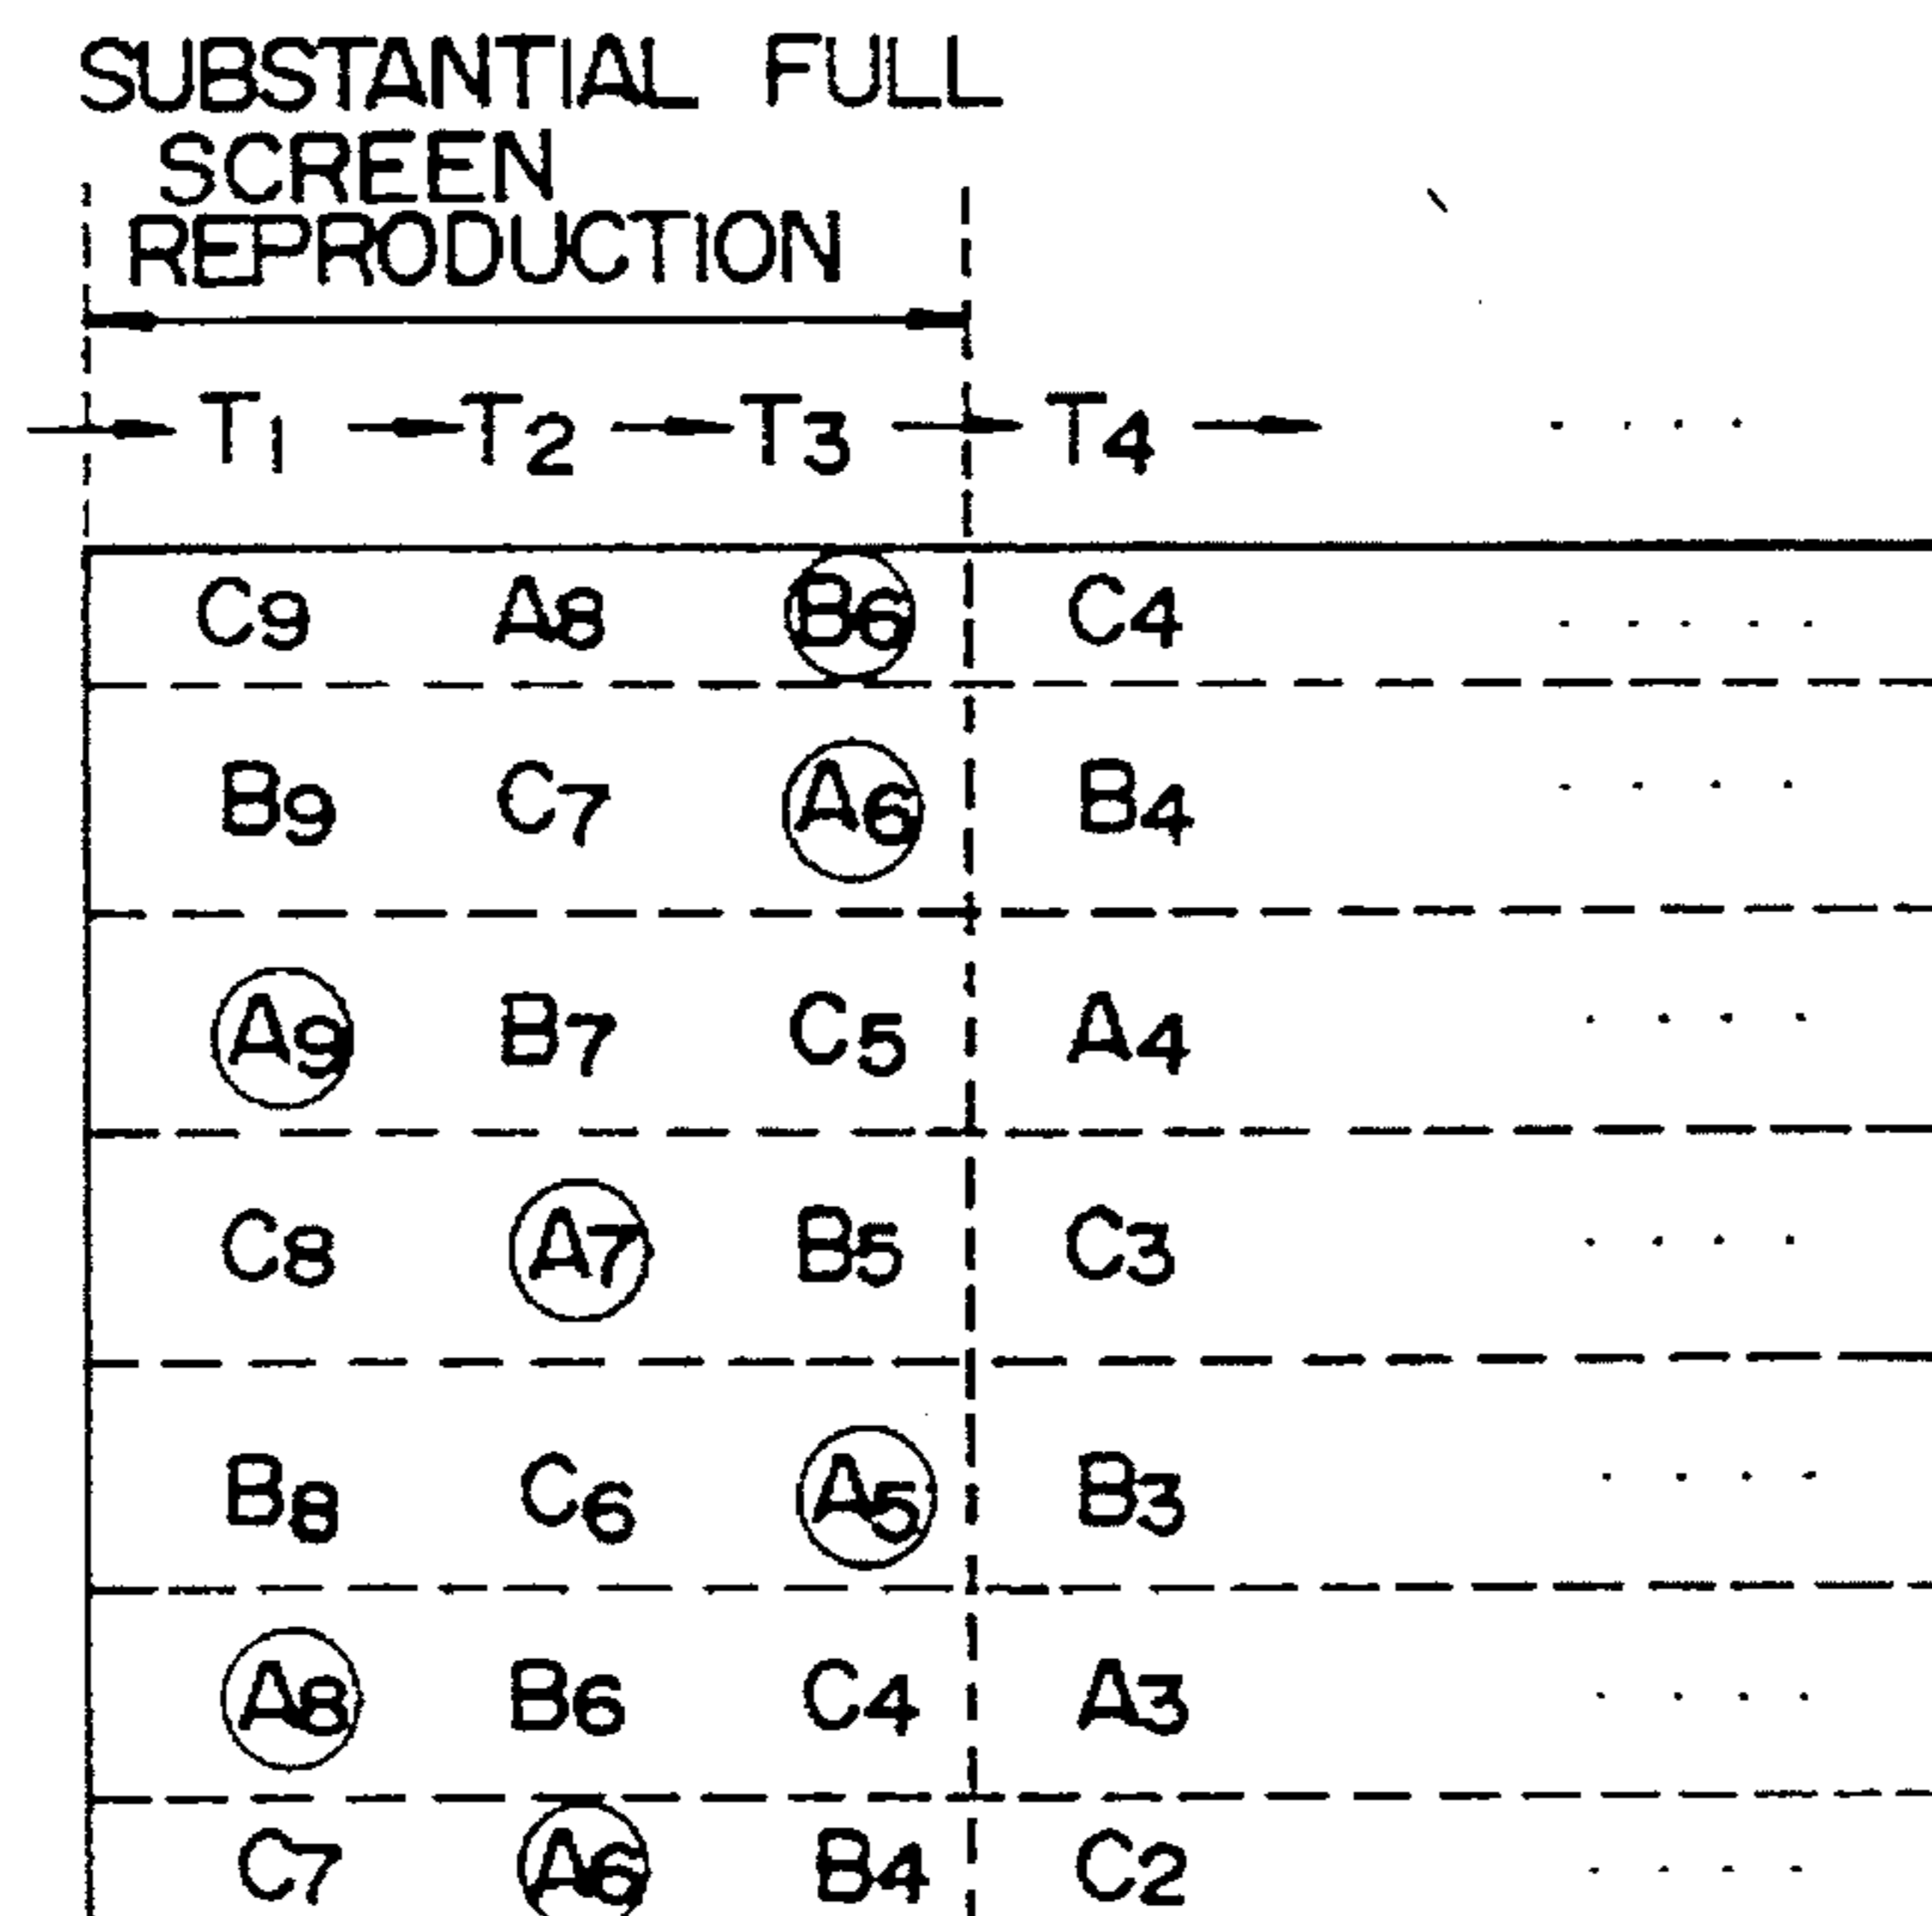 SUBSTANTIAL FULL
SCREEN
REPRODUCTION
T1 T2 T3 T4 ....
C9 A8 B6 C4 .....
B9 C7 A6 B4 ....
A9 B7 C5 A4 ....
C8 A7 B5 C3 ....
B8 C6 A5 B3 ....
A8 B6 C4 A3 ....
C7 A6 B4 C2 ....